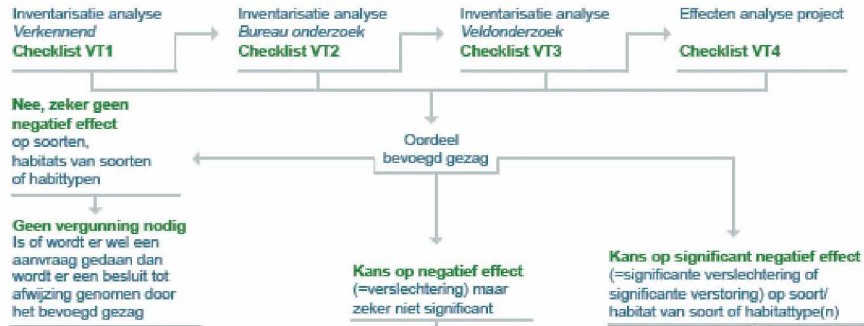 Inventarisatie analyse
Verkennend
Checklist VT1
Inventarisatie analyse
Bureau onderzoek
Checklist VT2
Inventarisatie analyse
Veldonderzoek
Checklist VT3
Effecten analyse project
Checklist VT4
Nee, zeker geen
negatief effect
op soorten,
habitats van soorten
of habittypen
Oordeel
bevoegd gezag
Geen vergunning nodig
Is of wordt er wel een
aanvraag gedaan dan
wordt er een besluit tot
afwijzing genomen door
het bevoegd gezag
Kans op negatief effect
(=verslechtering) maar
zeker niet significant
Kans op significant negatief effect
(=significante verslechtering of
significante verstoring) op soort/
habitat van soort of habitattype(n)